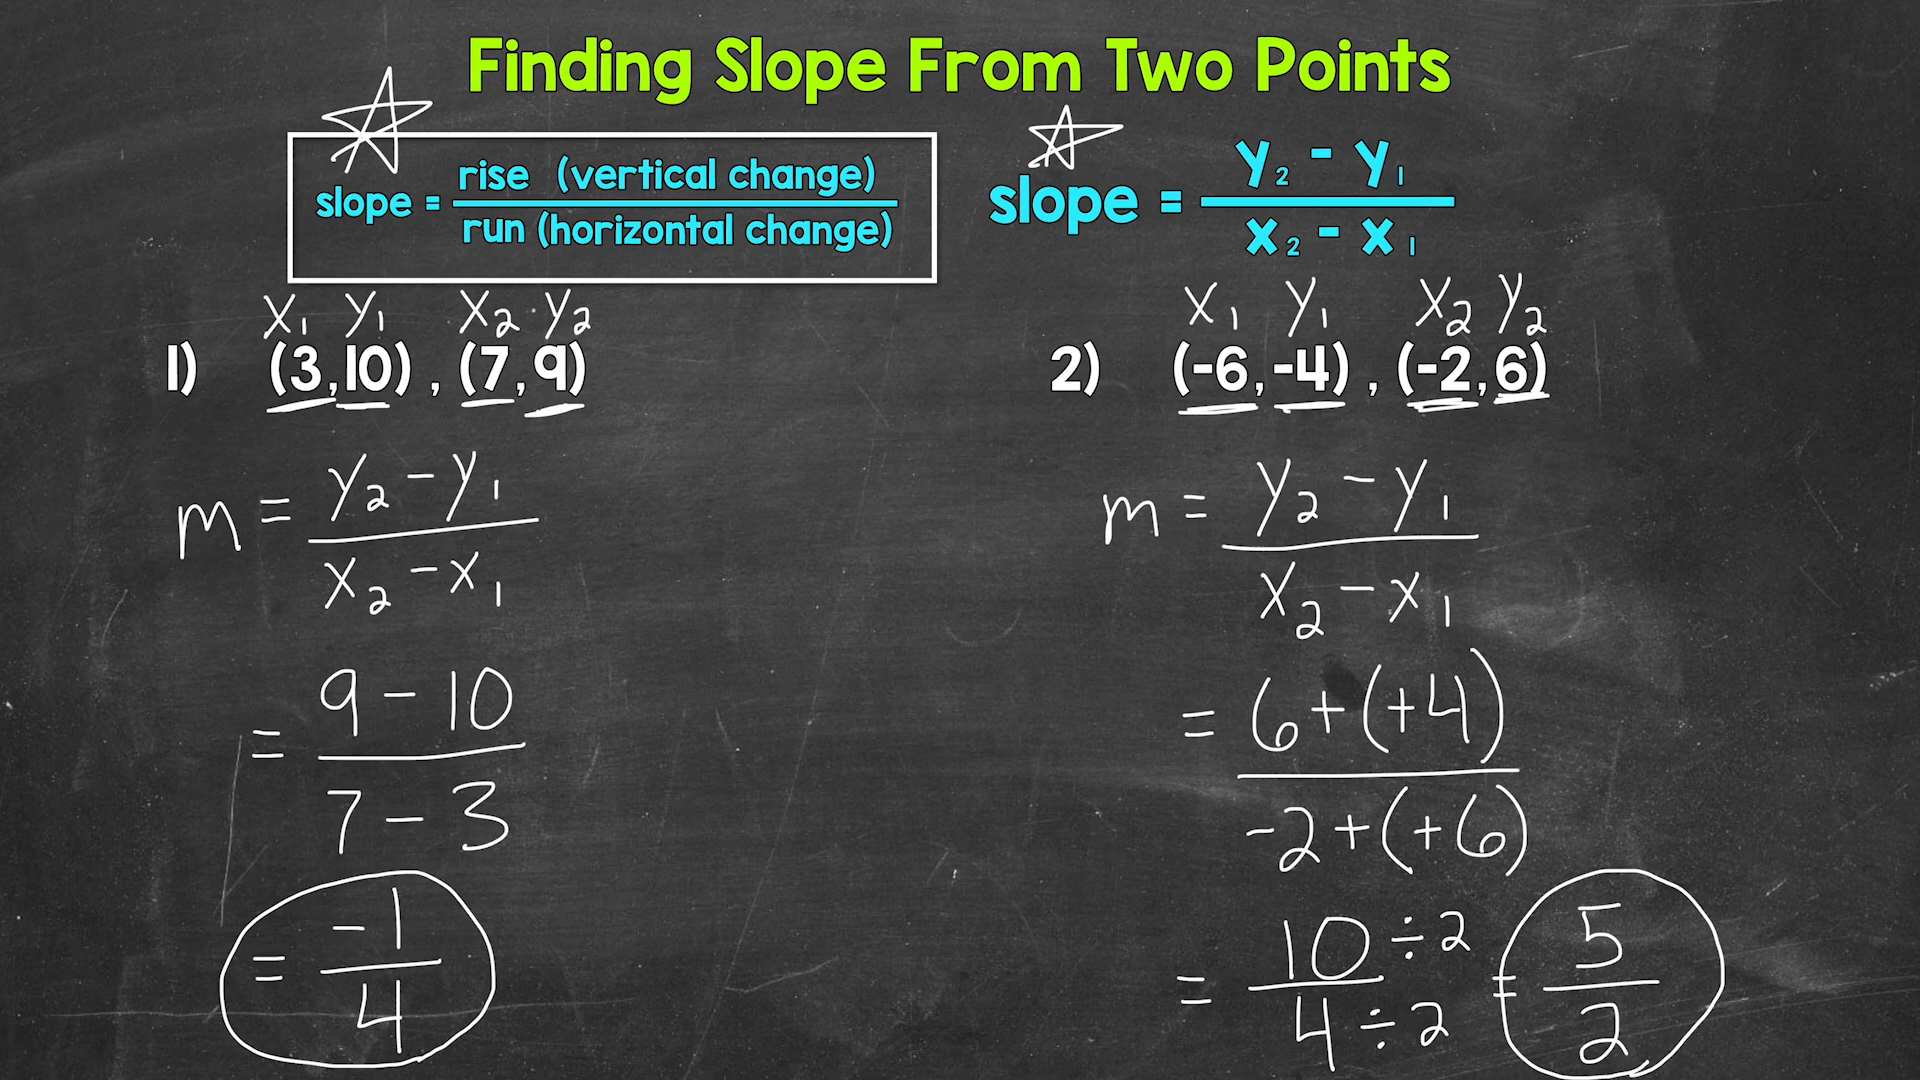 Finding Slope From Two Points
slope = rise (vertical change)
run (horizontal change)
slope = y₂ - y₁
x₂ - x₁
x₁ y₁ x₂ y₂
1) (3,10) , (7,9)
m = y₂ - y₁
x₂ - x₁
= 9 - 10
7 - 3
= -1
4
x₁ y₁ x₂ y₂
2) (-6,-4) , (-2,6)
m = y₂ - y₁
x₂ - x₁
= 6+(+4)
-2+(+6)
= 10 ÷2 = 5
4 ÷2 2